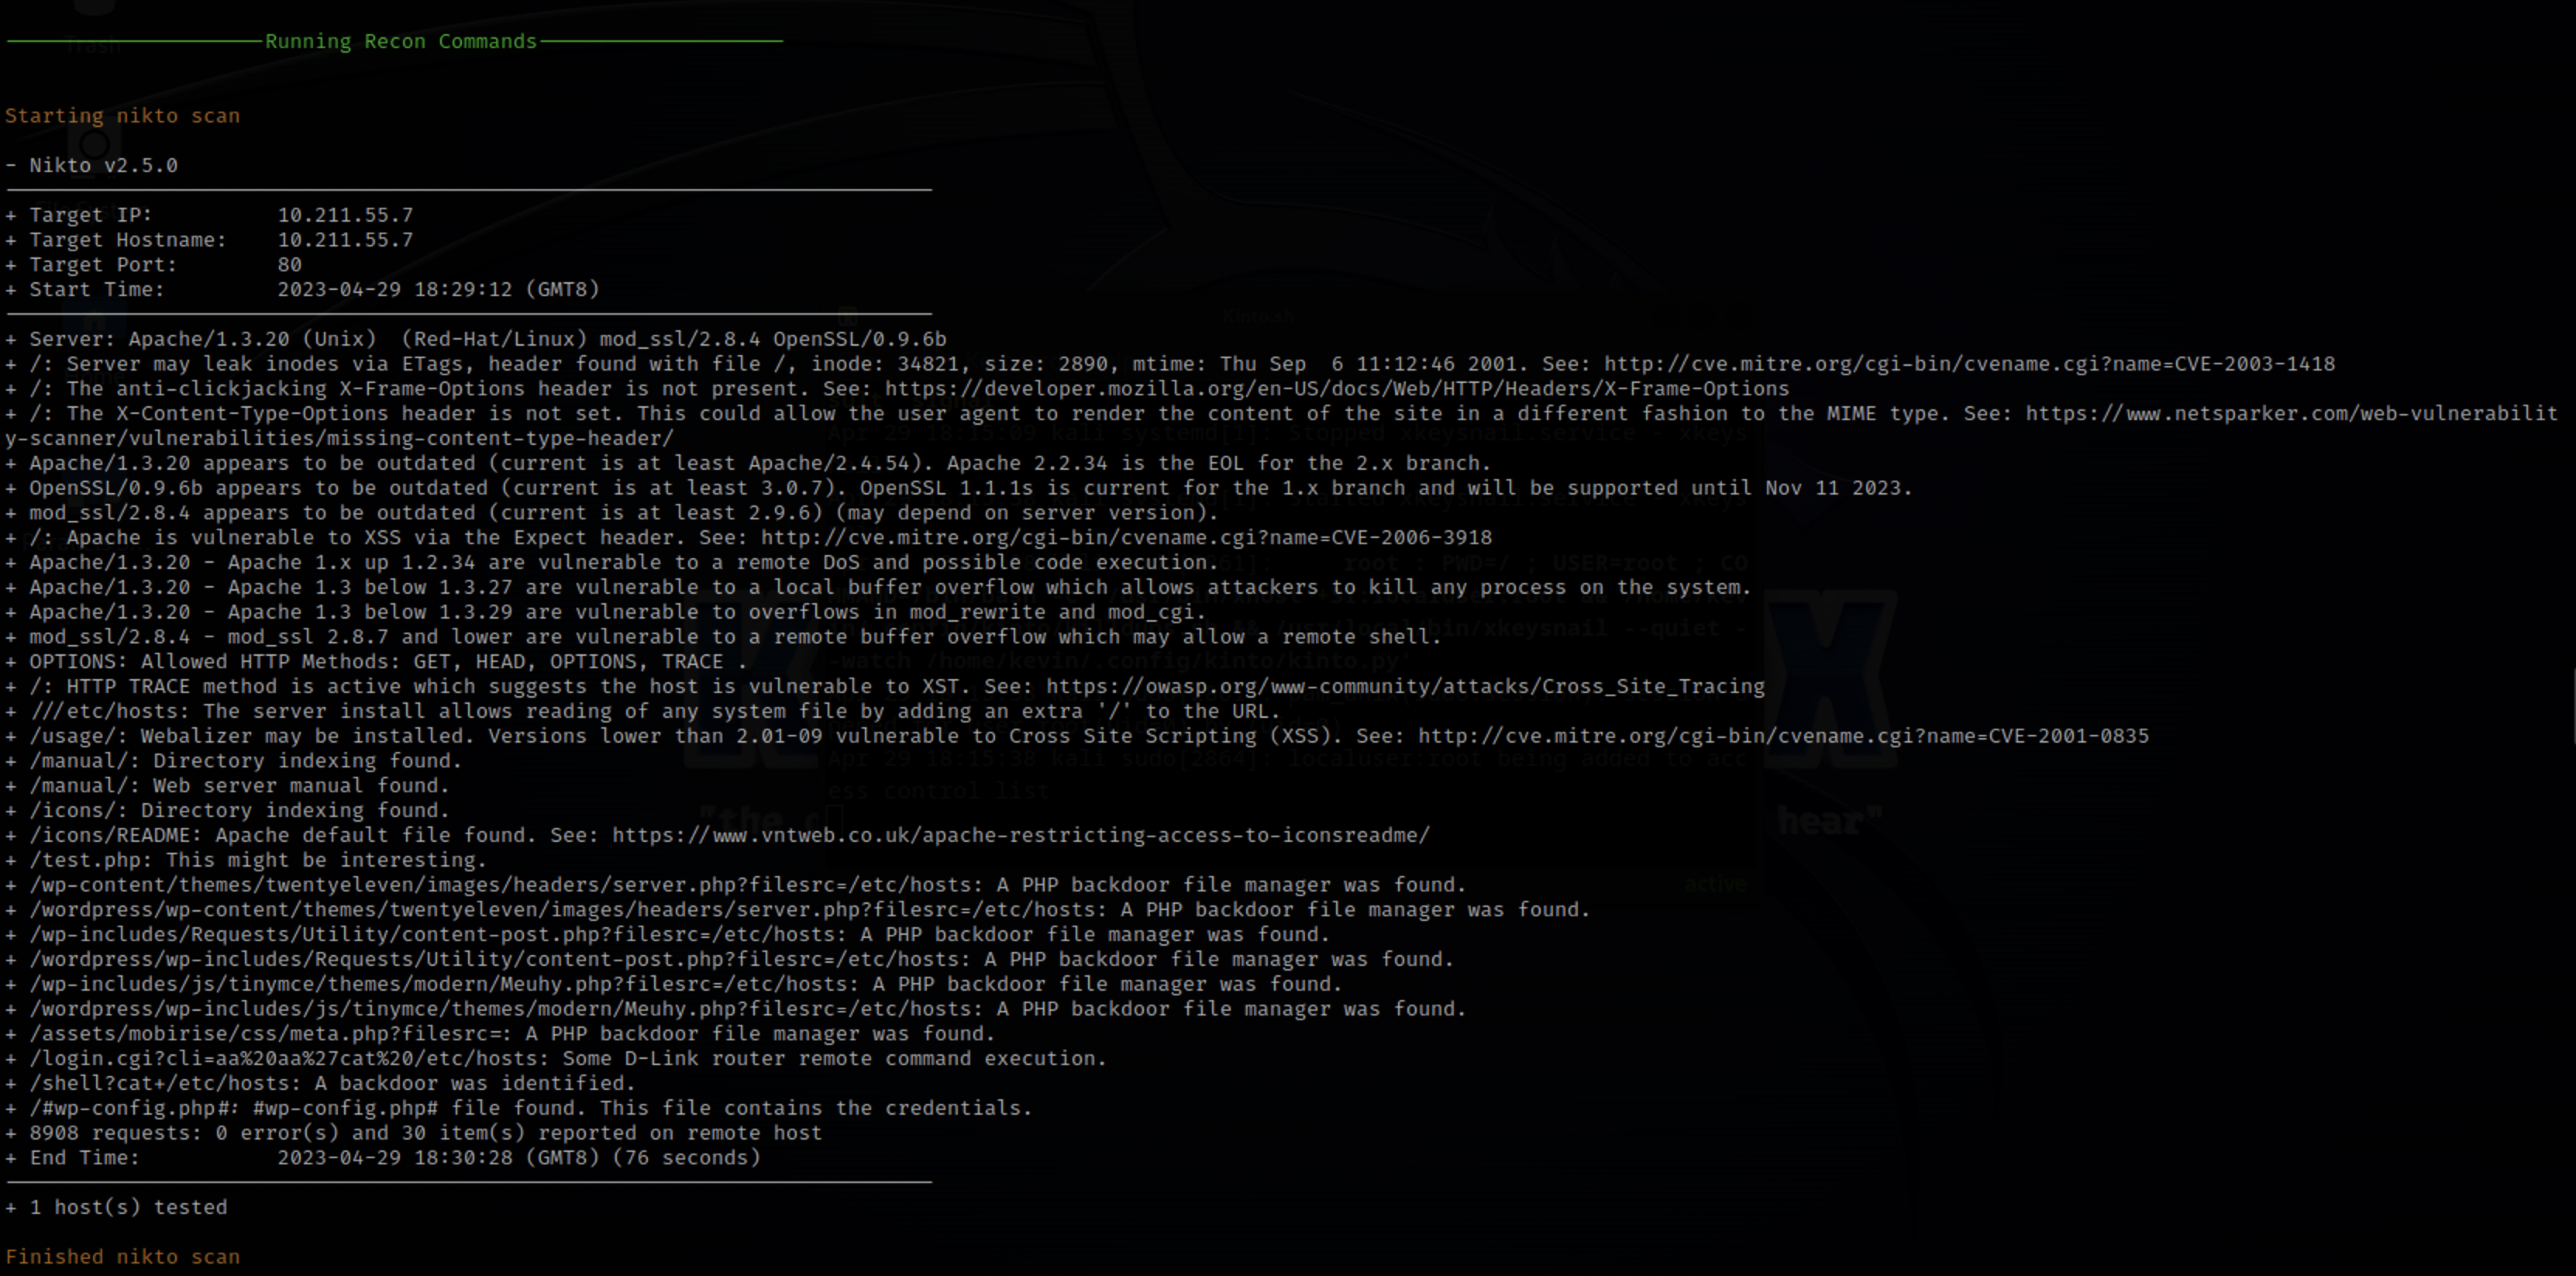 Trash
Running Recon Commands
Starting nikto scan
- Nikto v2.5.0
+ Target IP:          10.211.55.7
+ Target Hostname:    10.211.55.7
+ Target Port:        80
+ Start Time:         2023-04-29 18:29:12 (GMT8)
+ Server: Apache/1.3.20 (Unix)  (Red-Hat/Linux) mod_ssl/2.8.4 OpenSSL/0.9.6b
+ /: Server may leak inodes via ETags, header found with file /, inode: 34821, size: 2890, mtime: Thu Sep  6 11:12:46 2001. See: http://cve.mitre.org/cgi-bin/cvename.cgi?name=CVE-2003-1418
+ /: The anti-clickjacking X-Frame-Options header is not present. See: https://developer.mozilla.org/en-US/docs/Web/HTTP/Headers/X-Frame-Options
+ /: The X-Content-Type-Options header is not set. This could allow the user agent to render the content of the site in a different fashion to the MIME type. See: https://www.netsparker.com/web-vulnerabilit
y-scanner/vulnerabilities/missing-content-type-header/
+ Apache/1.3.20 appears to be outdated (current is at least Apache/2.4.54). Apache 2.2.34 is the EOL for the 2.x branch.
+ OpenSSL/0.9.6b appears to be outdated (current is at least 3.0.7). OpenSSL 1.1.1s is current for the 1.x branch and will be supported until Nov 11 2023.
+ mod_ssl/2.8.4 appears to be outdated (current is at least 2.9.6) (may depend on server version).
+ /: Apache is vulnerable to XSS via the Expect header. See: http://cve.mitre.org/cgi-bin/cvename.cgi?name=CVE-2006-3918
+ Apache/1.3.20 - Apache 1.x up 1.2.34 are vulnerable to a remote DoS and possible code execution.
+ Apache/1.3.20 - Apache 1.3 below 1.3.27 are vulnerable to a local buffer overflow which allows attackers to kill any process on the system.
+ Apache/1.3.20 - Apache 1.3 below 1.3.29 are vulnerable to overflows in mod_rewrite and mod_cgi.
+ mod_ssl/2.8.4 - mod_ssl 2.8.7 and lower are vulnerable to a remote buffer overflow which may allow a remote shell.
+ OPTIONS: Allowed HTTP Methods: GET, HEAD, OPTIONS, TRACE .
+ /: HTTP TRACE method is active which suggests the host is vulnerable to XST. See: https://owasp.org/www-community/attacks/Cross_Site_Tracing
+ ///etc/hosts: The server install allows reading of any system file by adding an extra '/' to the URL.
+ /usage/: Webalizer may be installed. Versions lower than 2.01-09 vulnerable to Cross Site Scripting (XSS). See: http://cve.mitre.org/cgi-bin/cvename.cgi?name=CVE-2001-0835
+ /manual/: Directory indexing found.
+ /manual/: Web server manual found.
+ /icons/: Directory indexing found.
+ /icons/README: Apache default file found. See: https://www.vntweb.co.uk/apache-restricting-access-to-iconsreadme/
+ /test.php: This might be interesting.
+ /wp-content/themes/twentyeleven/images/headers/server.php?filesrc=/etc/hosts: A PHP backdoor file manager was found.
+ /wordpress/wp-content/themes/twentyeleven/images/headers/server.php?filesrc=/etc/hosts: A PHP backdoor file manager was found.
+ /wp-includes/Requests/Utility/content-post.php?filesrc=/etc/hosts: A PHP backdoor file manager was found.
+ /wordpress/wp-includes/Requests/Utility/content-post.php?filesrc=/etc/hosts: A PHP backdoor file manager was found.
+ /wp-includes/js/tinymce/themes/modern/Meuhy.php?filesrc=/etc/hosts: A PHP backdoor file manager was found.
+ /wordpress/wp-includes/js/tinymce/themes/modern/Meuhy.php?filesrc=/etc/hosts: A PHP backdoor file manager was found.
+ /assets/mobirise/css/meta.php?filesrc=: A PHP backdoor file manager was found.
+ /login.cgi?cli=aa%20aa%27cat%20/etc/hosts: Some D-Link router remote command execution.
+ /shell?cat+/etc/hosts: A backdoor was identified.
+ /#wp-config.php#: #wp-config.php# file found. This file contains the credentials.
+ 8908 requests: 0 error(s) and 30 item(s) reported on remote host
+ End Time:           2023-04-29 18:30:28 (GMT8) (76 seconds)
+ 1 host(s) tested
Finished nikto scan